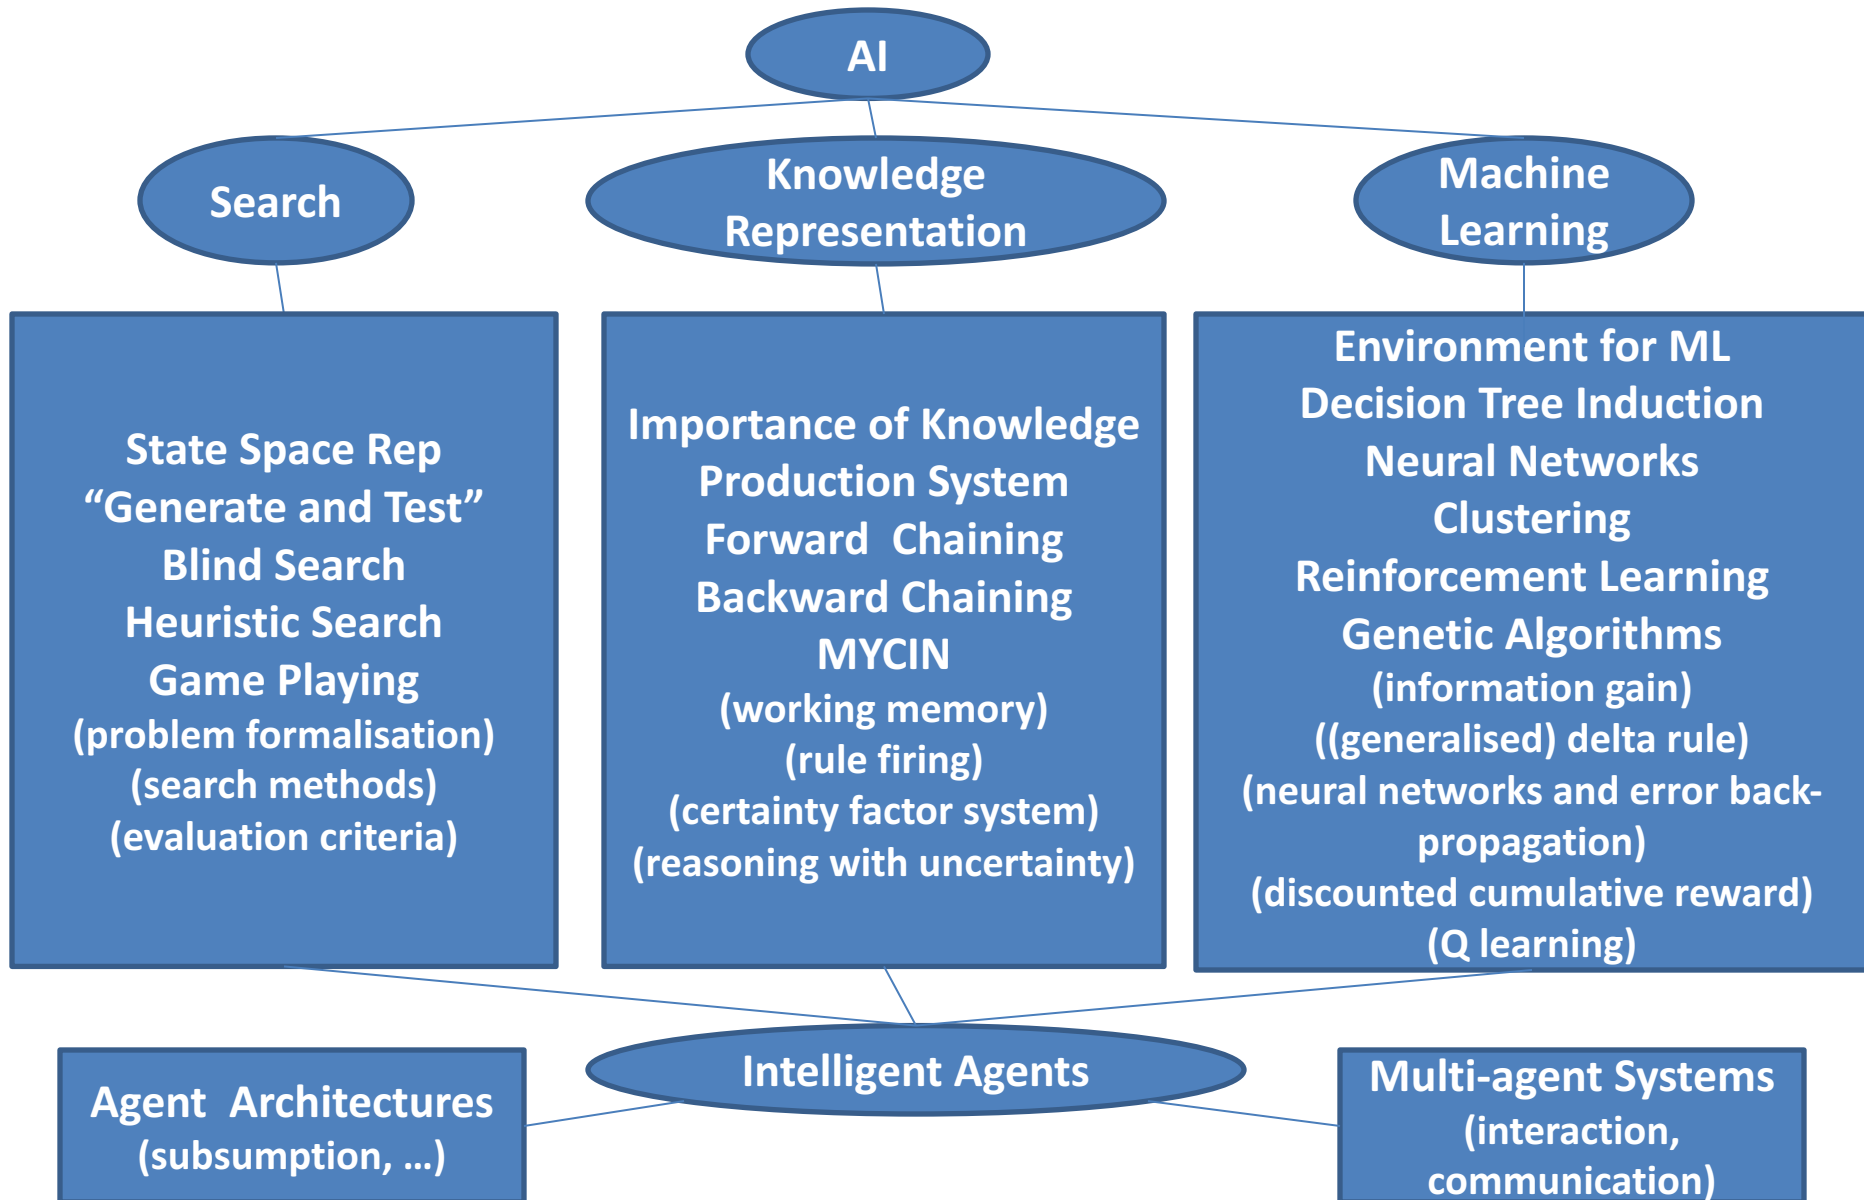 AI
Search
Knowledge
Representation
Machine
Learning
State Space Rep
“Generate and Test”
Blind Search
Heuristic Search
Game Playing
(problem formalisation)
(search methods)
(evaluation criteria)
Importance of Knowledge
Production System
Forward  Chaining
Backward Chaining
MYCIN
(working memory)
(rule firing)
(certainty factor system)
(reasoning with uncertainty)
Environment for ML
Decision Tree Induction
Neural Networks
Clustering
Reinforcement Learning
Genetic Algorithms
(information gain)
((generalised) delta rule)
(neural networks and error back-
propagation)
(discounted cumulative reward)
(Q learning)
Intelligent Agents
Agent  Architectures
(subsumption, ...)
Multi-agent Systems
(interaction,
communication)